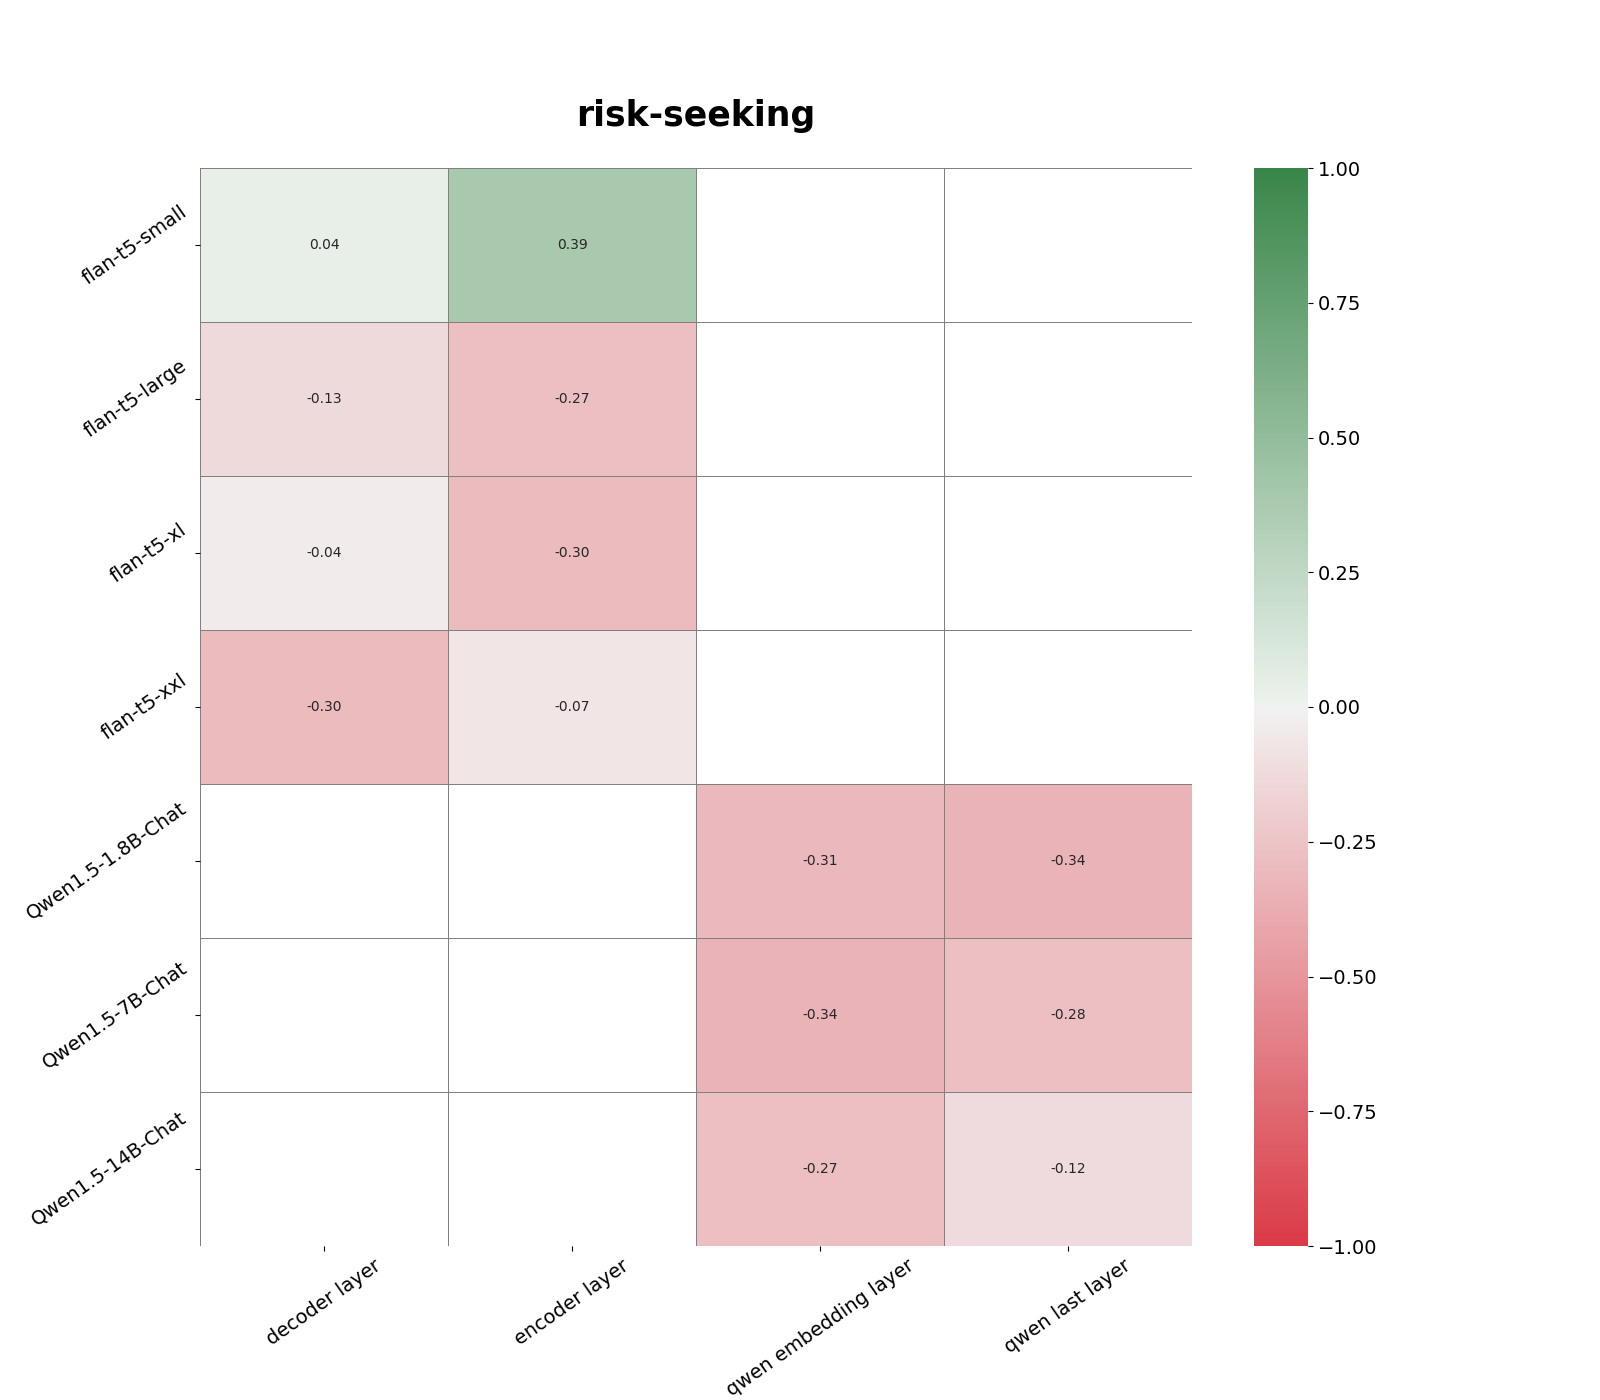 risk-seeking
flan-t5-small
0.04
0.39
flan-t5-large
-0.13
-0.27
flan-t5-xl
-0.04
-0.30
flan-t5-xxl
-0.30
-0.07
Qwen1.5-1.8B-Chat
-0.31
-0.34
Qwen1.5-7B-Chat
-0.34
-0.28
Qwen1.5-14B-Chat
-0.27
-0.12
decoder layer
encoder layer
qwen embedding layer
qwen last layer
1.00
0.75
0.50
0.25
0.00
−0.25
−0.50
−0.75
−1.00